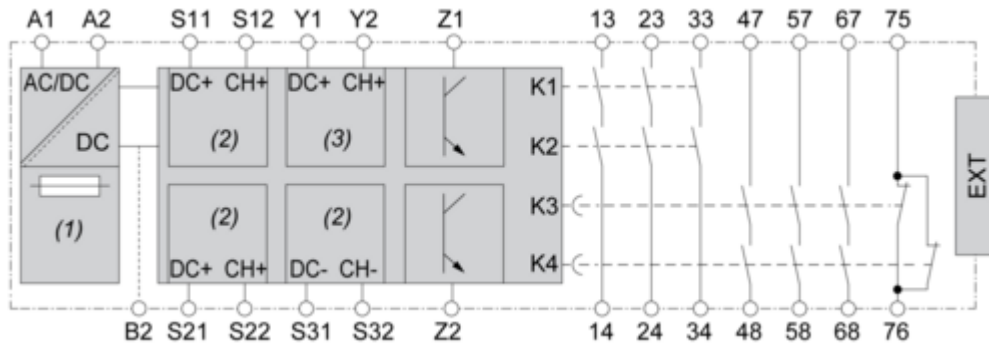 A1 A2 S11 S12 Y1 Y2 Z1 13 23 33 47 57 67 75
AC/DC DC+ CH+ DC+ CH+ K1
DC (2) (3) K2
(1) (2) (2) K3
DC+ CH+ DC- CH- K4
EXT
B2 S21 S22 S31 S32 Z2 14 24 34 48 58 68 76